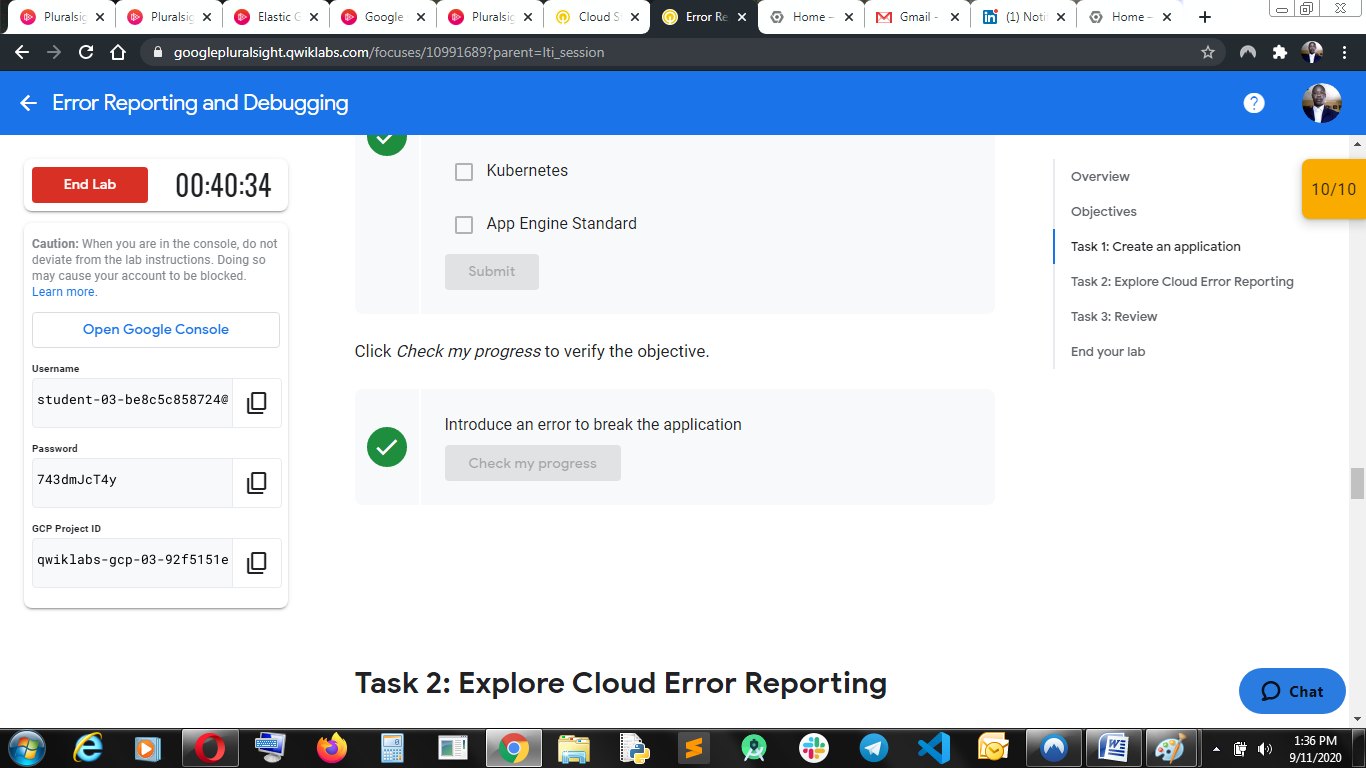 Pluralsig
Pluralsig
Elastic G
Google
Pluralsig
Cloud S
Error Re
Home –
Gmail -
(1) Noti
Home –
googlepluralsight.qwiklabs.com/focuses/10991689?parent=lti_session
Error Reporting and Debugging
?
End Lab
00:40:34
Caution: When you are in the console, do not
deviate from the lab instructions. Doing so
may cause your account to be blocked.
Learn more.
Open Google Console
Username
student-03-be8c5c858724@
Password
743dmJcT4y
GCP Project ID
qwiklabs-gcp-03-92f5151e
Kubernetes
App Engine Standard
Submit
Click Check my progress to verify the objective.
Introduce an error to break the application
Check my progress
Task 2: Explore Cloud Error Reporting
Overview
Objectives
Task 1: Create an application
Task 2: Explore Cloud Error Reporting
Task 3: Review
End your lab
10/10
Chat
1:36 PM
9/11/2020